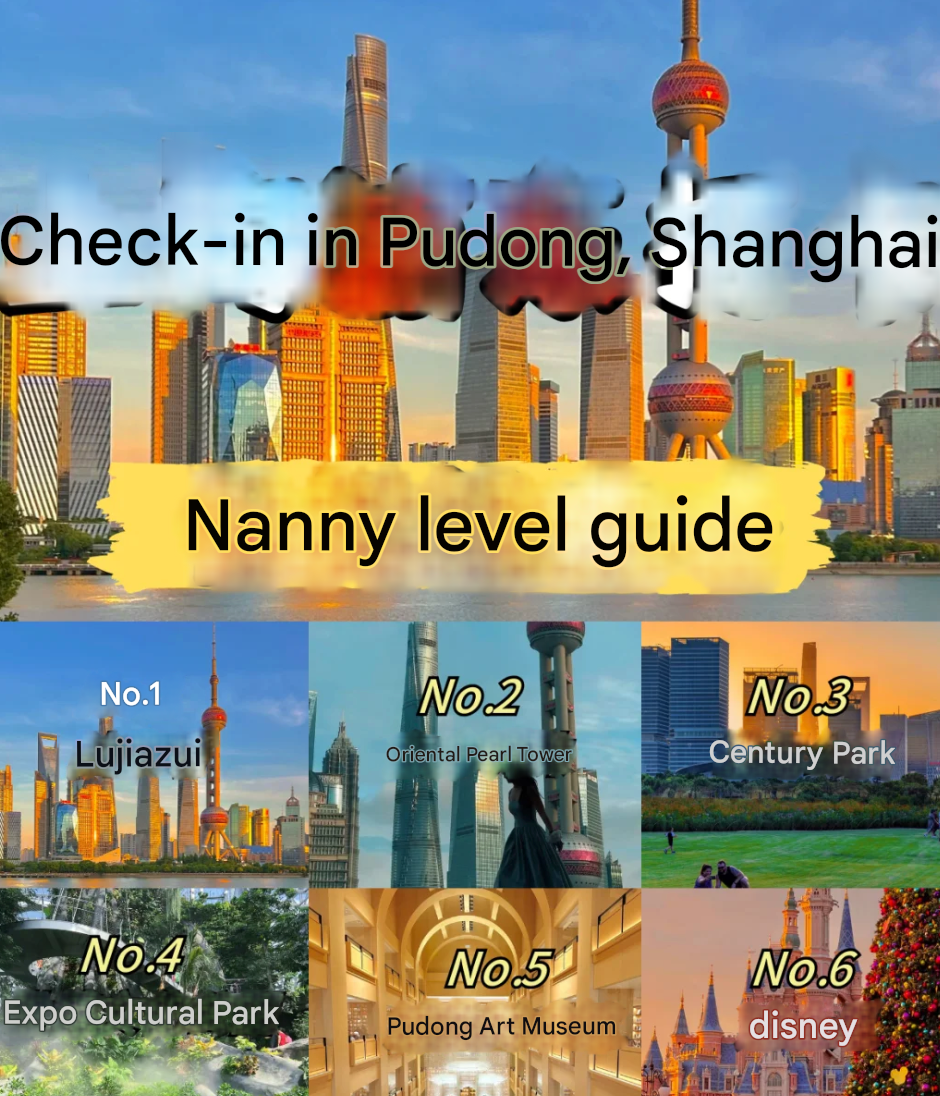 Check-in in Pudong, Shanghai
Nanny level guide
No.1
Lujiazui
No.2
Oriental Pearl Tower
No.3
Century Park
No.4
Expo Cultural Park
No.5
Pudong Art Museum
No.6
disney